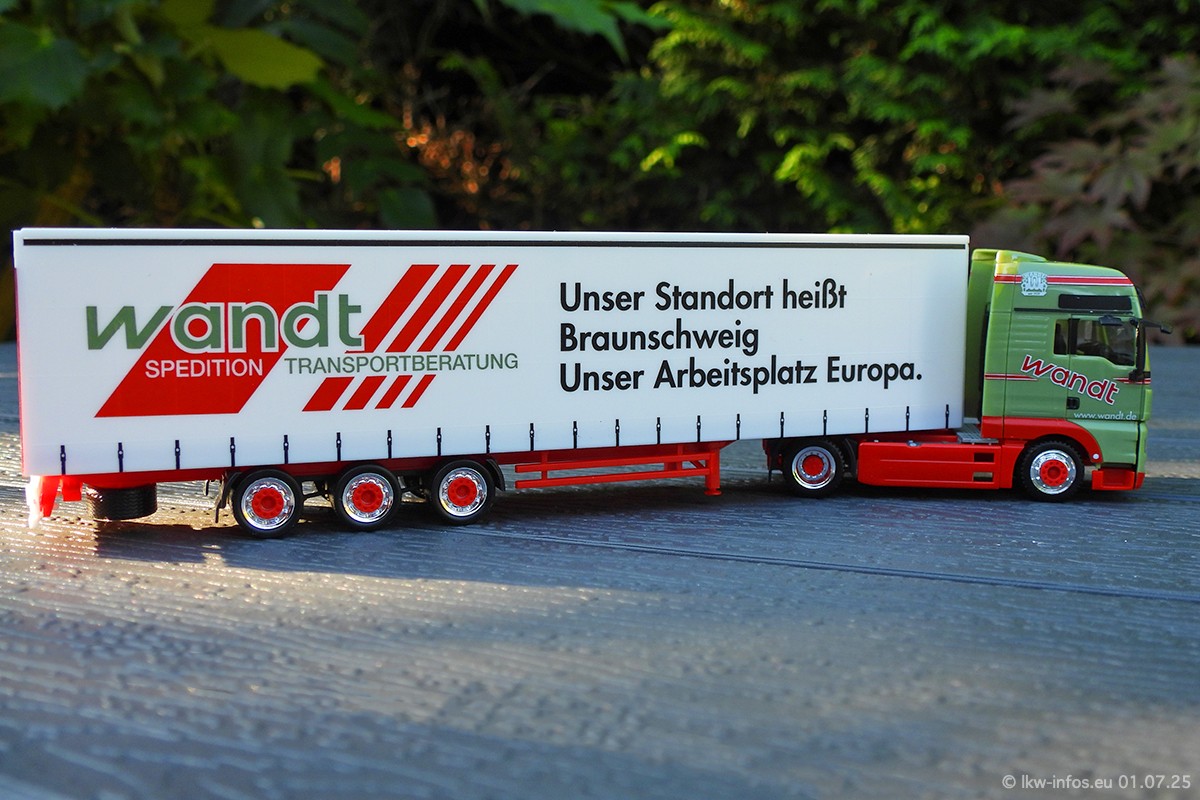 wandt
SPEDITION TRANSPORTBERATUNG
Unser Standort heißt
Braunschweig
Unser Arbeitsplatz Europa.
wandt
www.wandt.de
© lkw-infos.eu 01.07.25